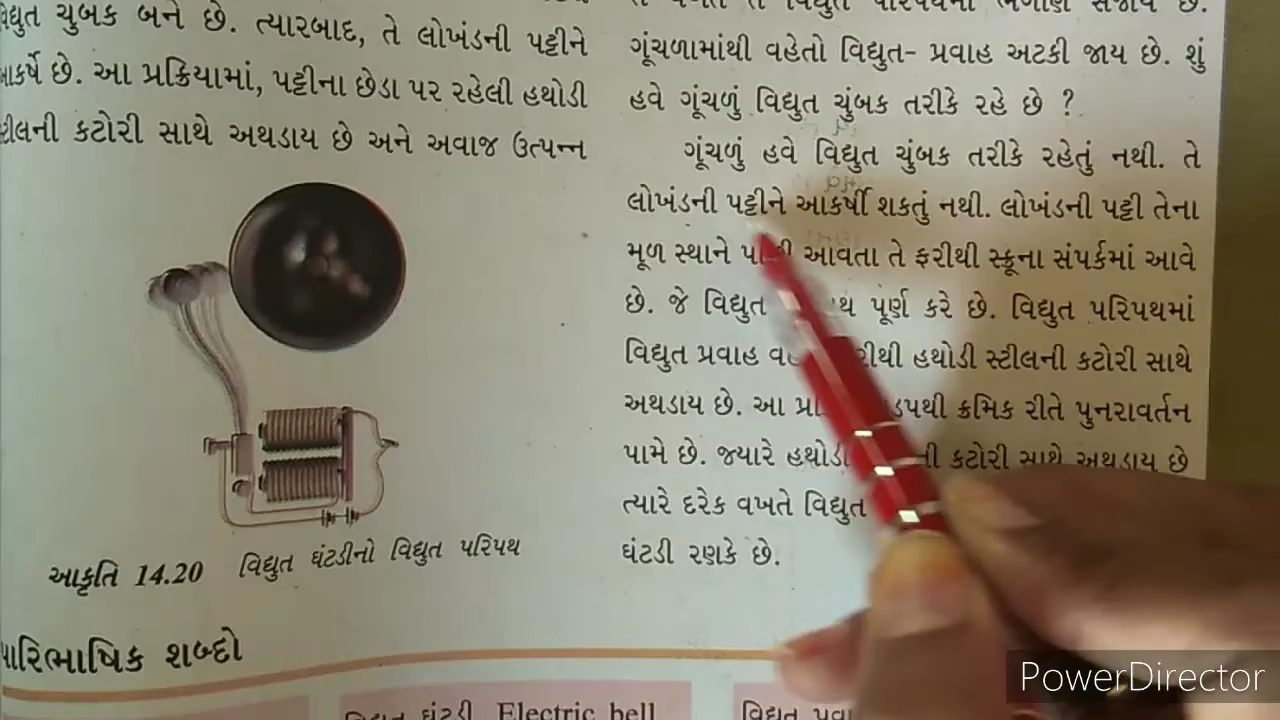 વિદ્યુત ચુંબક બને છે. ત્યારબાદ, તે લોખંડની પટ્ટીને
આકર્ષે છે. આ પ્રક્રિયામાં, પટ્ટીના છેડા પર રહેલી હથોડી
સ્ટીલની કટોરી સાથે અથડાય છે અને અવાજ ઉત્પન્ન
આકૃતિ 14.20 વિદ્યુત ઘંટડીનો વિદ્યુત પરિપથ
ગૂંચળામાંથી વહેતો વિદ્યુત- પ્રવાહ અટકી જાય છે. શું
હવે ગૂંચળું વિદ્યુત ચુંબક તરીકે રહે છે ?
ગૂંચળું હવે વિદ્યુત ચુંબક તરીકે રહેતું નથી. તે
લોખંડની પટ્ટીને આકર્ષી શકતું નથી. લોખંડની પટ્ટી તેના
મૂળ સ્થાને આવતા તે ફરીથી સ્ક્રૂના સંપર્કમાં આવે
છે. જે વિદ્યુત પૂર્ણ કરે છે. વિદ્યુત પરિપથમાં
વિદ્યુત પ્રવાહ હથોડી સ્ટીલની કટોરી સાથે
અથડાય છે. આ ક્રમિક રીતે પુનરાવર્તન
પામે છે. જ્યારે હથોડી કટોરી સાથે અથડાય છે
ત્યારે દરેક વખતે વિદ્યુત
ઘંટડી રણકે છે.
પારિભાષિક શબ્દો
વિદ્યુત ઘંટડી Electric bell
વિદ્યુત
PowerDirector